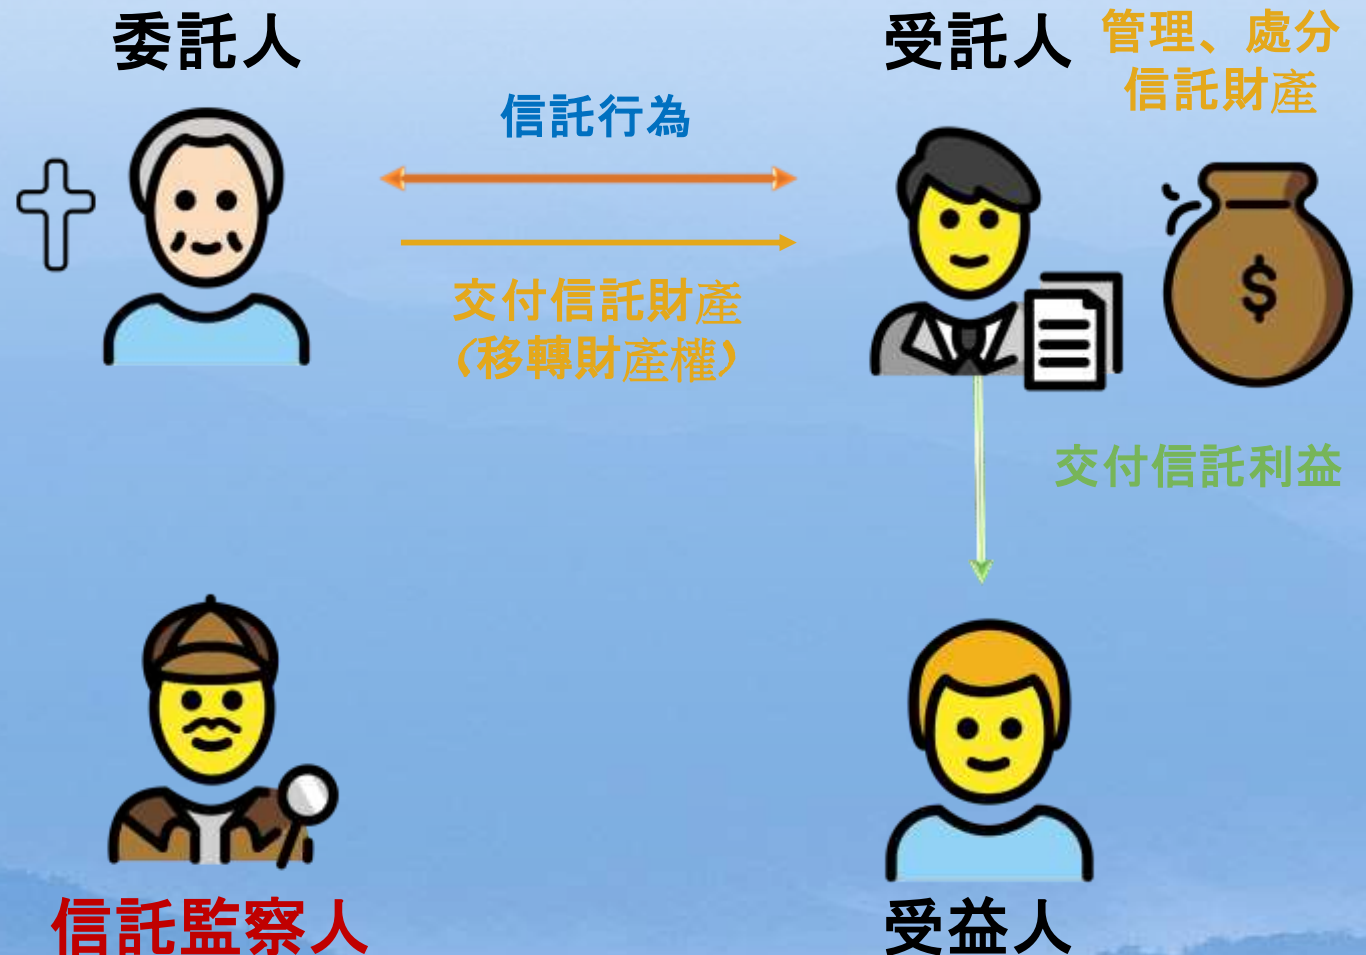 委託人
受託人
管理、處分
信託財產
信託行為
交付信託財產
(移轉財產權)
$
交付信託利益
信託監察人
受益人